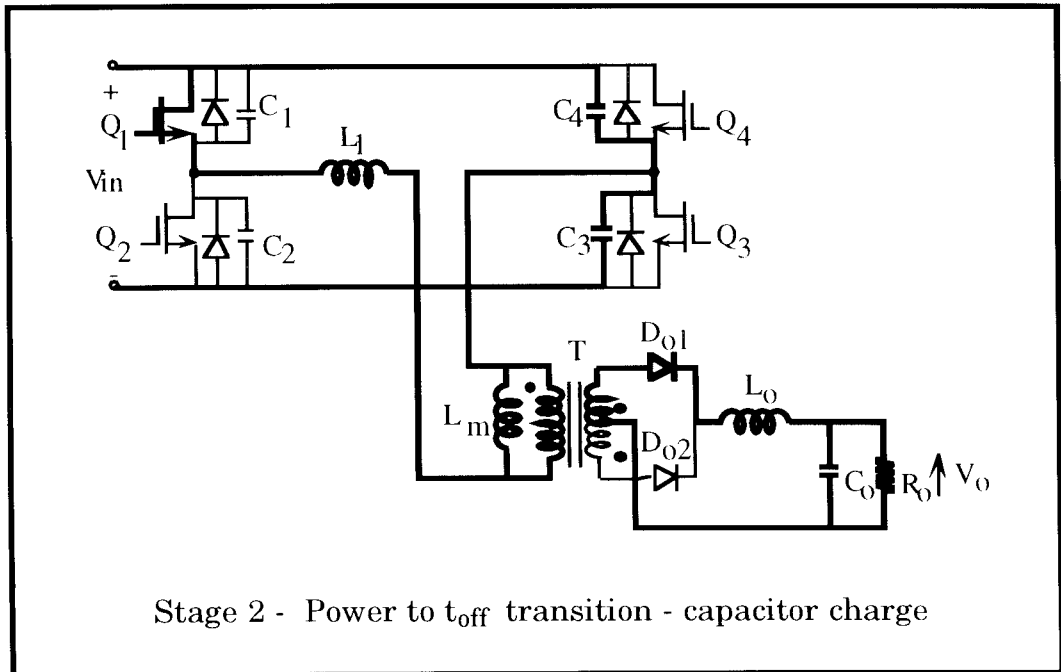 +
Q1
C1
C4
Q4
Vin
Ll
Q2
C2
C3
Q3
-
T
Do1
Lo
Lm
Do2
Co
Ro
Vo
Stage 2 - Power to toff transition - capacitor charge